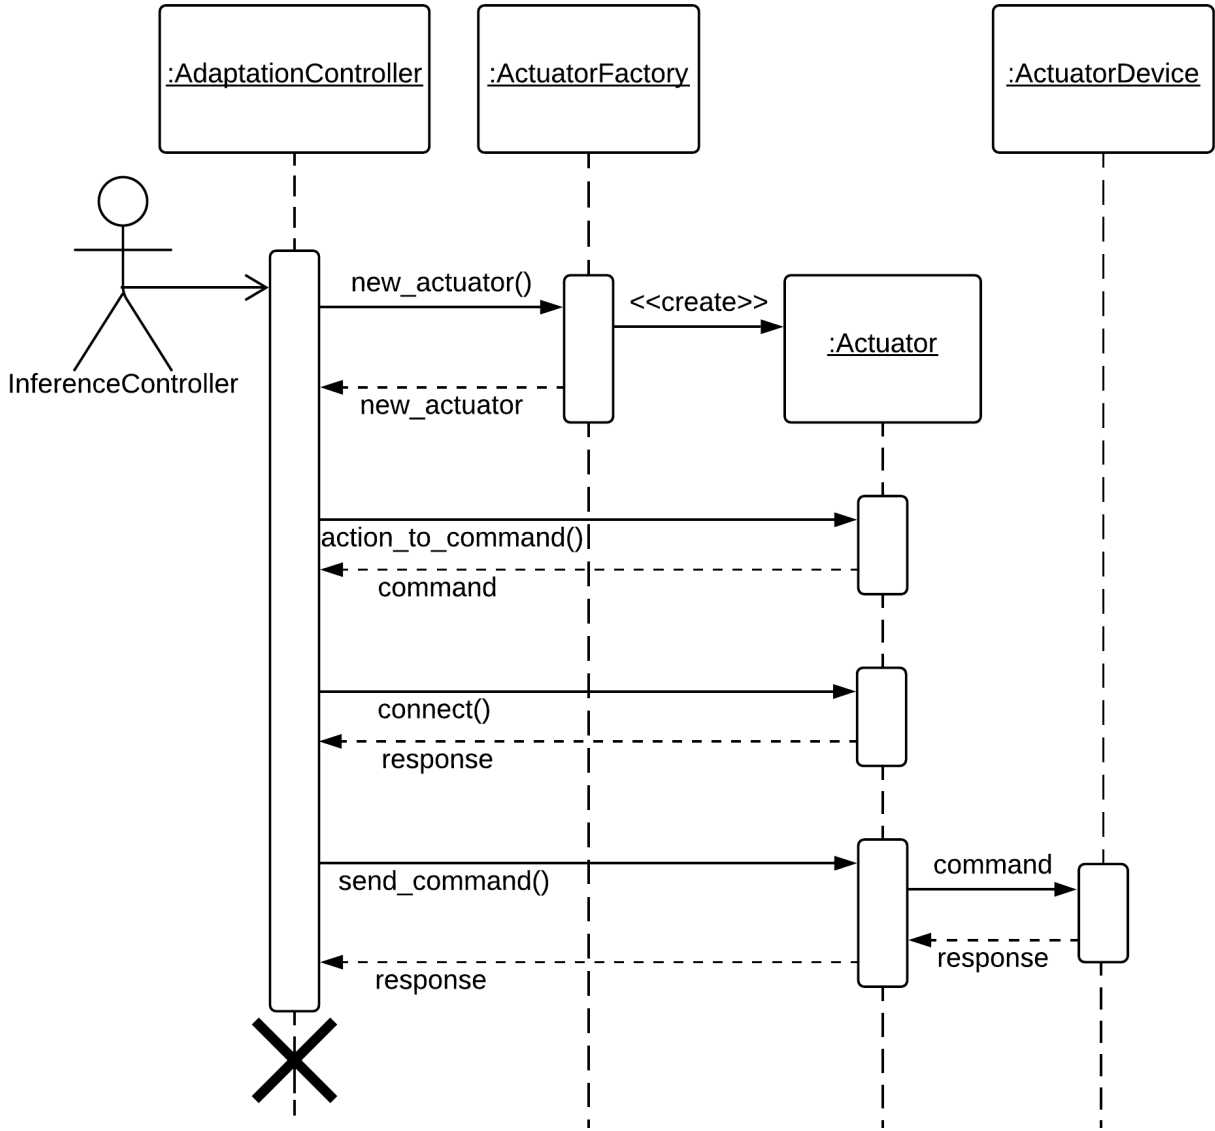 :AdaptationController
:ActuatorFactory
:ActuatorDevice
new_actuator()
<<create>>
:Actuator
InferenceController
new_actuator
action_to_command()
command
connect()
response
send_command()
command
response
response